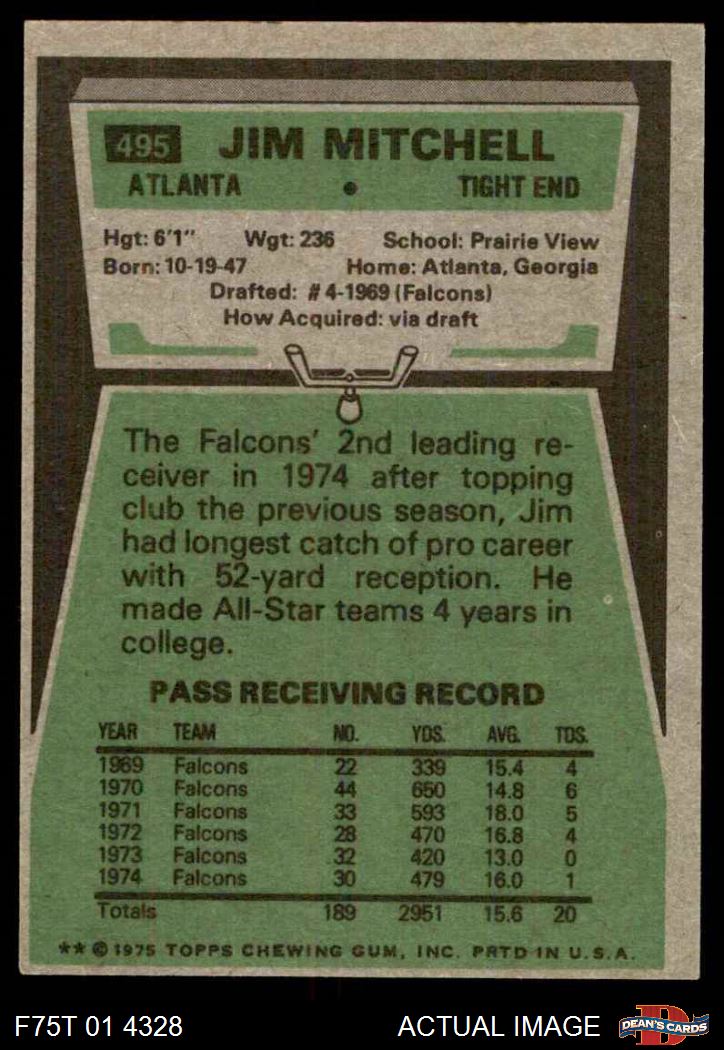 495 JIM MITCHELL
ATLANTA • TIGHT END
Hgt: 6'1" Wgt: 236 School: Prairie View
Born: 10-19-47 Home: Atlanta, Georgia
Drafted: #4-1969 (Falcons)
How Acquired: via draft
The Falcons' 2nd leading re-
ceiver in 1974 after topping
club the previous season, Jim
had longest catch of pro career
with 52-yard reception. He
made All-Star teams 4 years in
college.
PASS RECEIVING RECORD
YEAR TEAM NO. YDS. AVG. TDS.
1969 Falcons 22 339 15.4 4
1970 Falcons 44 650 14.8 6
1971 Falcons 33 593 18.0 5
1972 Falcons 28 470 16.8 4
1973 Falcons 32 420 13.0 0
1974 Falcons 30 479 16.0 1
Totals 189 2951 15.6 20
** © 1975 TOPPS CHEWING GUM, INC. PRTD IN U.S.A.
F75T 01 4328 ACTUAL IMAGE D DEAN'S CARDS